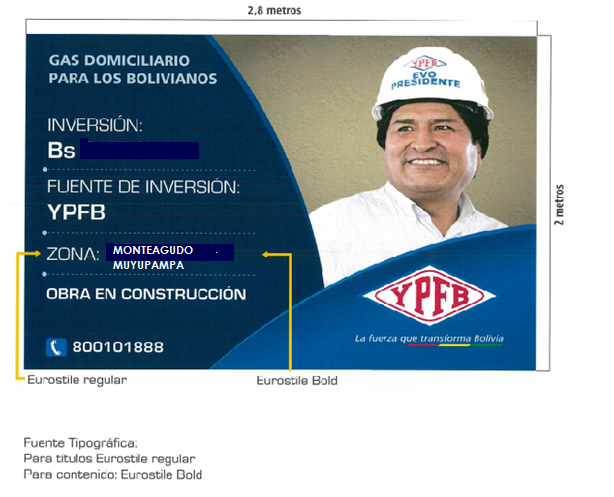 2,8 metros
GAS DOMICILIARIO
PARA LOS BOLIVIANOS
YPFB
EVO
PRESIDENTE
INVERSIÓN:
Bs
FUENTE DE INVERSIÓN:
YPFB
2 metros
ZONA: MONTEAGUDO
MUYUPAMPA
OBRA EN CONSTRUCCIÓN
YPFB
La fuerza que transforma Bolivia
800101888
Eurostile regular
Eurostile Bold
Fuente Tipográfica:
Para títulos Eurostile regular
Para contenido: Eurostile Bold